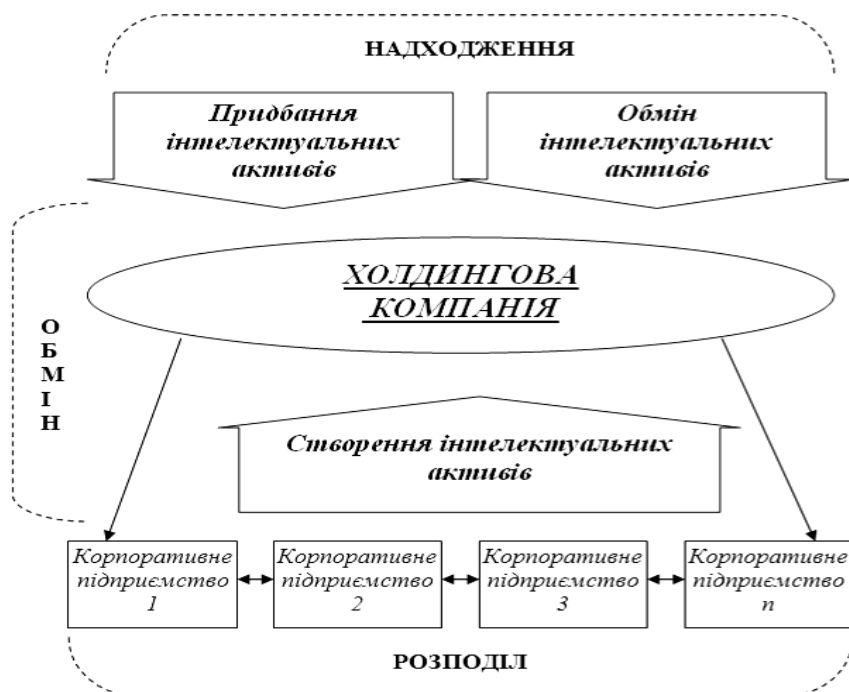 НАДХОДЖЕННЯ
Придбання
інтелектуальних
активів
Обмін
інтелектуальних
активів
ХОЛДИНГОВА
КОМПАНІЯ
О
Б
М
І
Н
Створення інтелектуальних
активів
Корпоративне
підприємство
1
Корпоративне
підприємство
2
Корпоративне
підприємство
3
Корпоративне
підприємство
n
РОЗПОДІЛ